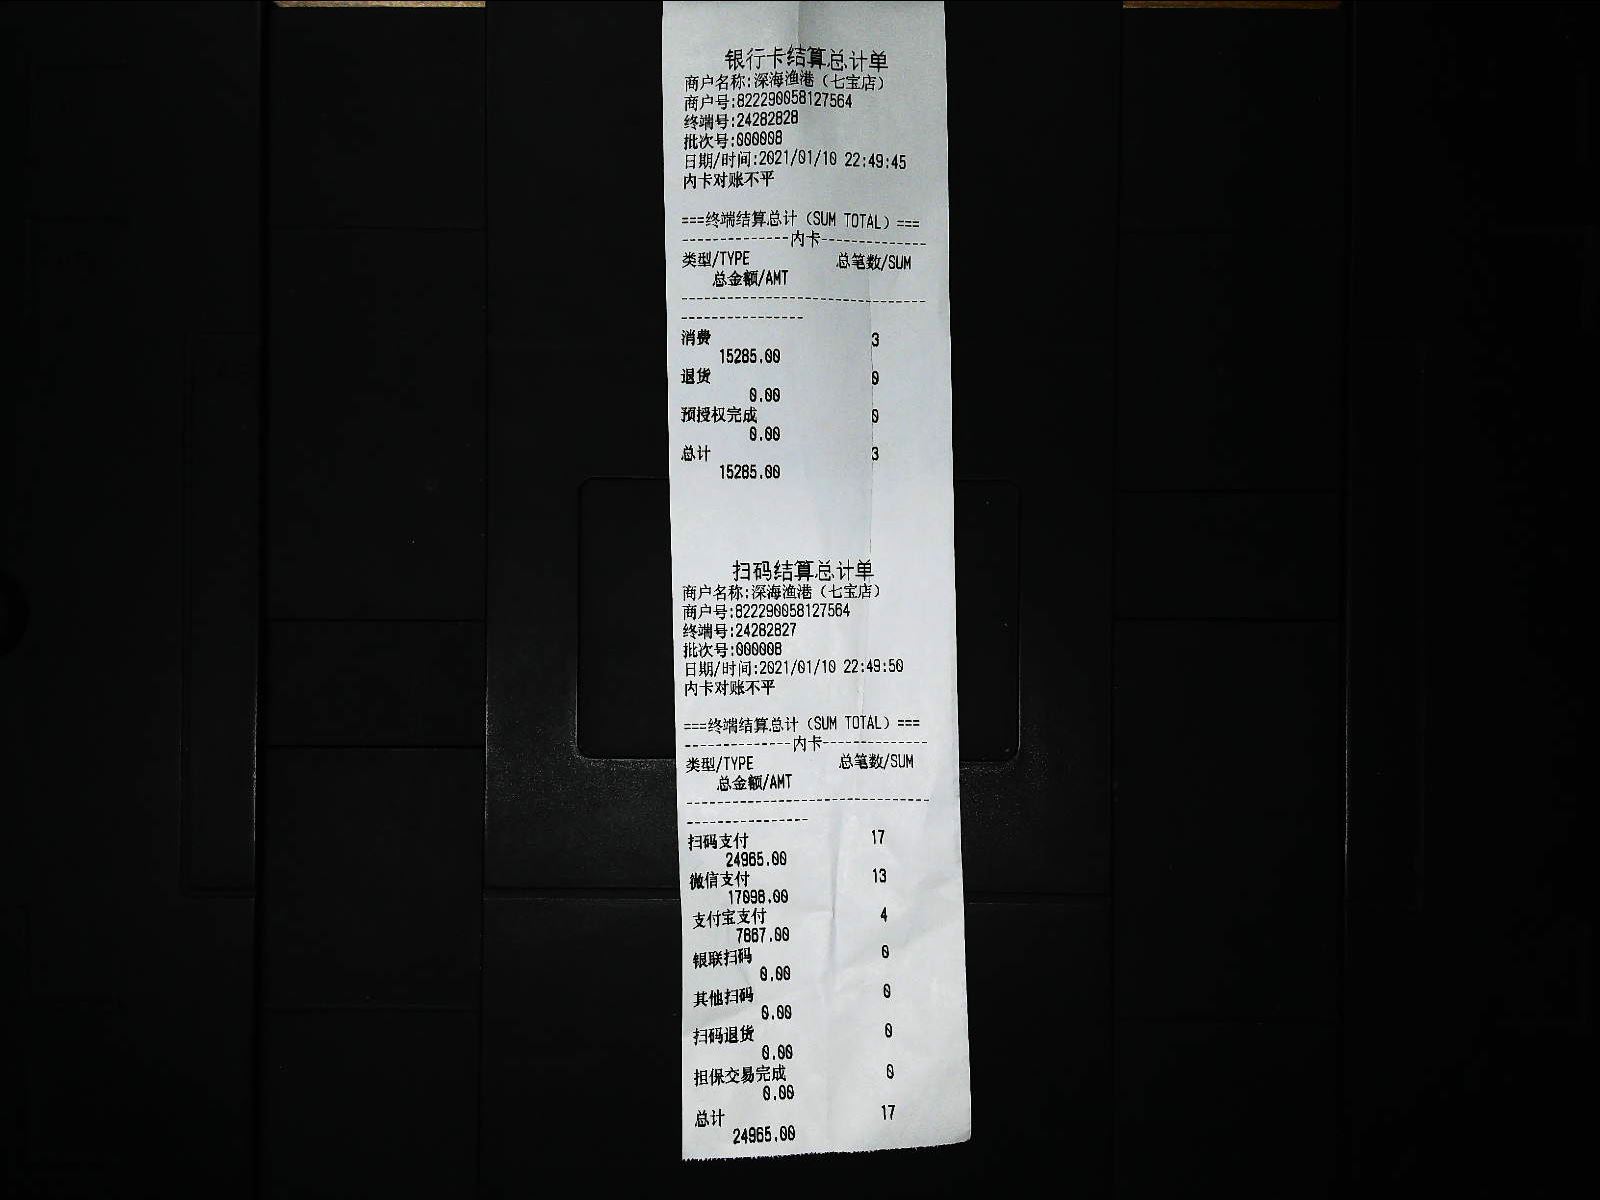 银行卡结算总计单
商户名称:深海渔港（七宝店）
商户号:822290058127564
终端号:24282828
批次号:000008
日期/时间:2021/01/10 22:49:45
内卡对账不平
===终端结算总计（SUM TOTAL）===
--------------内卡--------------
类型/TYPE 总笔数/SUM
总金额/AMT
--------------------------------
----------------
消费 3
15285.00
退货 0
0.00
预授权完成 0
0.00
总计 3
15285.00
扫码结算总计单
商户名称:深海渔港（七宝店）
商户号:822290058127564
终端号:24282827
批次号:000008
日期/时间:2021/01/10 22:49:50
内卡对账不平
===终端结算总计（SUM TOTAL）===
--------------内卡--------------
类型/TYPE 总笔数/SUM
总金额/AMT
--------------------------------
----------------
扫码支付 17
24965.00
微信支付 13
17098.00
支付宝支付 4
7867.00
银联扫码 0
0.00
其他扫码 0
0.00
扫码退货 0
0.00
担保交易完成 0
0.00
总计 17
24965.00